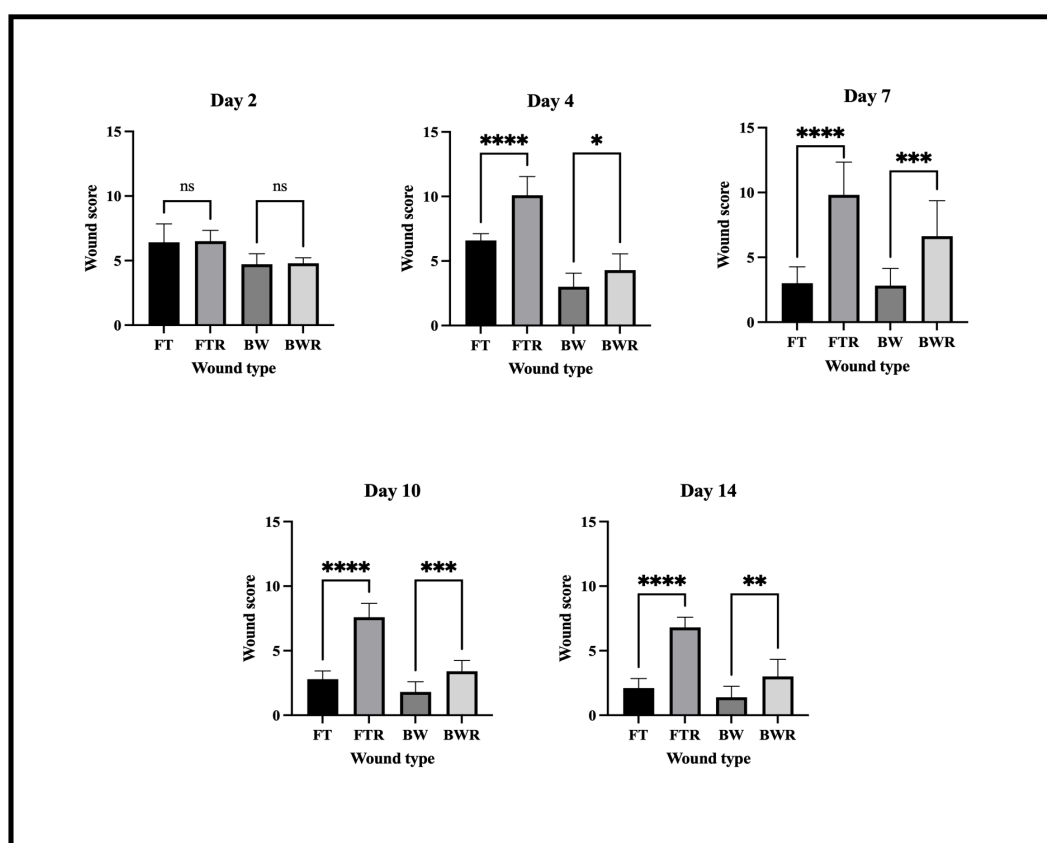 Day 2
15
10
5
0
Wound score
ns
ns
FT FTR BW BWR
Wound type
Day 4
15
10
5
0
Wound score
****
*
FT FTR BW BWR
Wound type
Day 7
15
10
5
0
Wound score
****
***
FT FTR BW BWR
Wound type
Day 10
15
10
5
0
Wound score
****
***
FT FTR BW BWR
Wound type
Day 14
15
10
5
0
Wound score
****
**
FT FTR BW BWR
Wound type